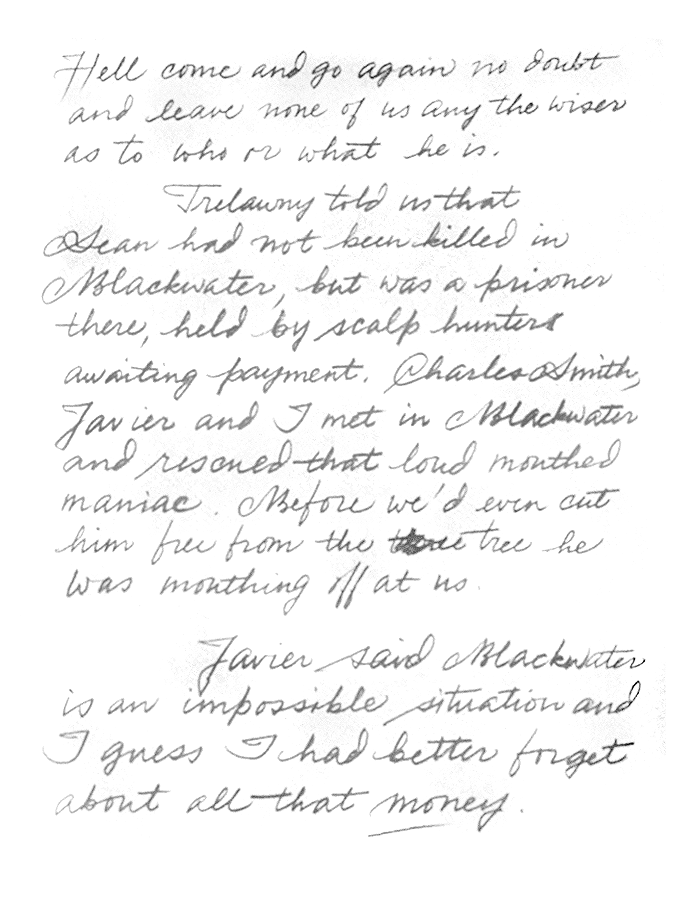 Hell come and go again no doubt
and leave none of us any the wiser
as to who or what he is.
Trelawny told us that
Sean had not been killed in
Blackwater, but was a prisoner
there, held by scalp hunters
awaiting payment. Charles Smith,
Javier and I met in Blackwater
and rescued that loud mouthed
maniac. Before we'd even cut
him free from the tree he
was mouthing off at us.
Javier said Blackwater
is an impossible situation and
I guess I had better forget
about all that money.